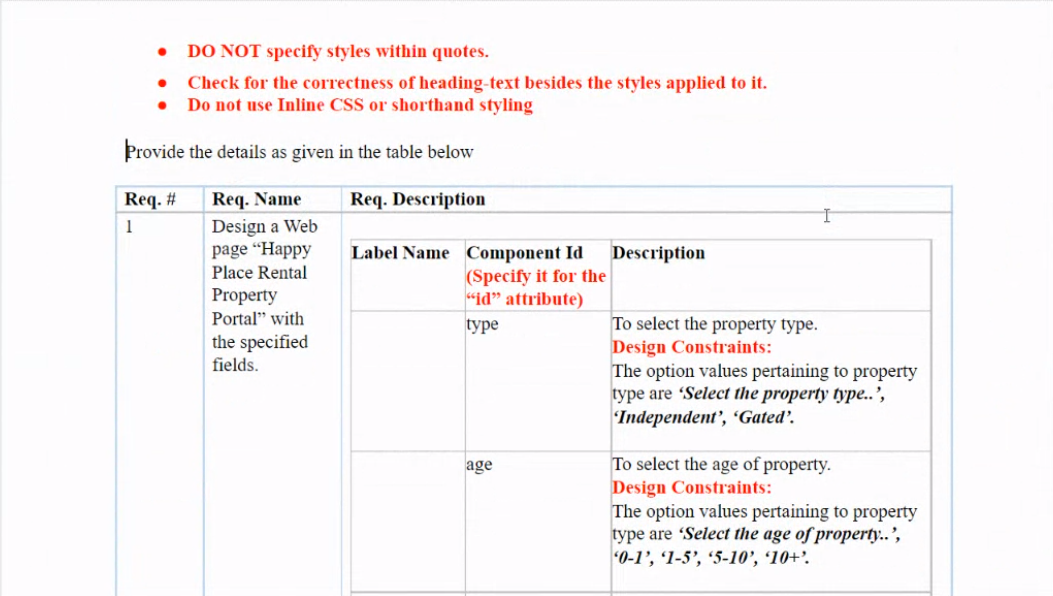 DO NOT specify styles within quotes.
Check for the correctness of heading-text besides the styles applied to it.
Do not use Inline CSS or shorthand styling
Provide the details as given in the table below
Req. # Req. Name Req. Description
1
Design a Web
page “Happy
Place Rental
Property
Portal” with
the specified
fields.
Label Name Component Id Description
(Specify it for the
“id” attribute)
type
To select the property type.
Design Constraints:
The option values pertaining to property
type are ‘Select the property type..’,
‘Independent’, ‘Gated’.
age
To select the age of property.
Design Constraints:
The option values pertaining to property
type are ‘Select the age of property..’,
‘0-1’, ‘1-5’, ‘5-10’, ‘10+’.